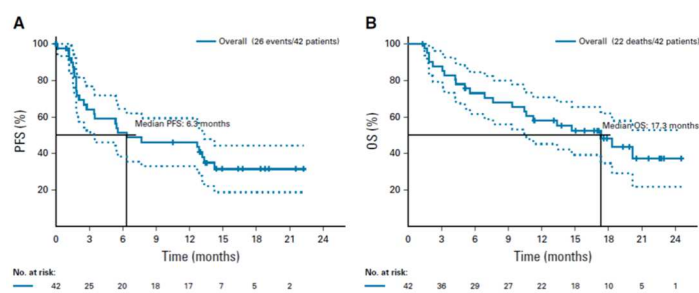 A
Overall (26 events/42 patients)
PFS (%)
100
80
60
40
20
Median PFS: 6.3 months
0 3 6 9 12 15 18 21 24
Time (months)
No. at risk:
42 25 20 18 17 7 5 2
B
Overall (22 deaths/42 patients)
OS (%)
100
80
60
40
20
Median OS: 17.3 months
0 3 6 9 12 15 18 21 24
Time (months)
No. at risk:
42 36 29 27 22 18 10 5 1